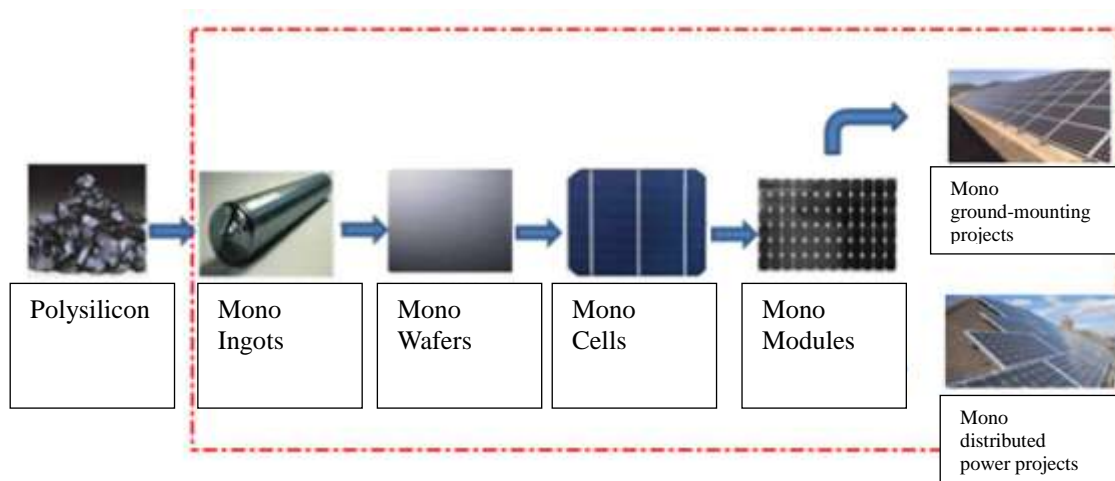 Polysilicon
Mono
Ingots
Mono
Wafers
Mono
Cells
Mono
Modules
Mono
ground-mounting
projects
Mono
distributed
power projects